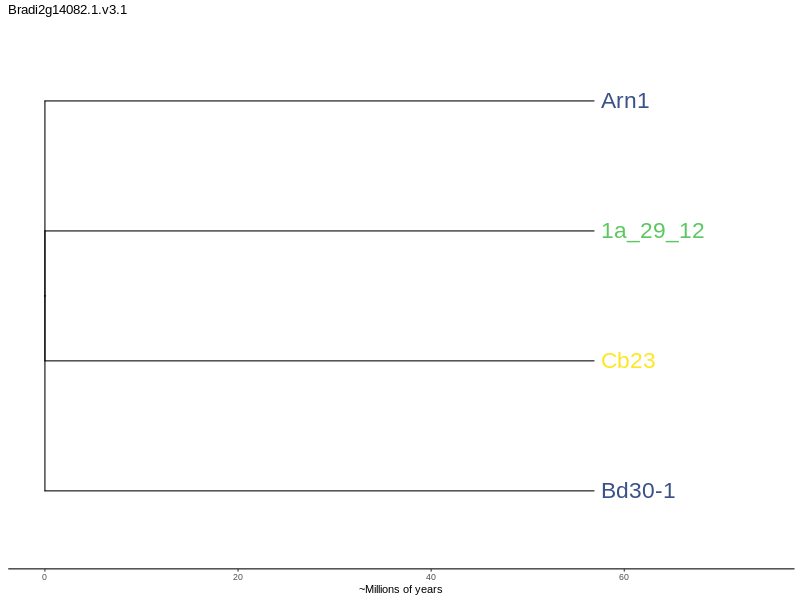 Bradi2g14082.1.v3.1
Arn1
1a_29_12
Cb23
Bd30-1
0 20 40 60
~Millions of years